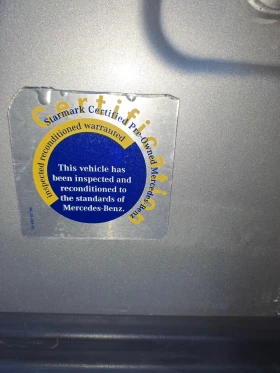 Certification
Starmark Certified Pre-Owned Mercedes-Benz
inspected reconditioned warranted
This vehicle has
been inspected and
reconditioned to
the standards of
Mercedes-Benz.